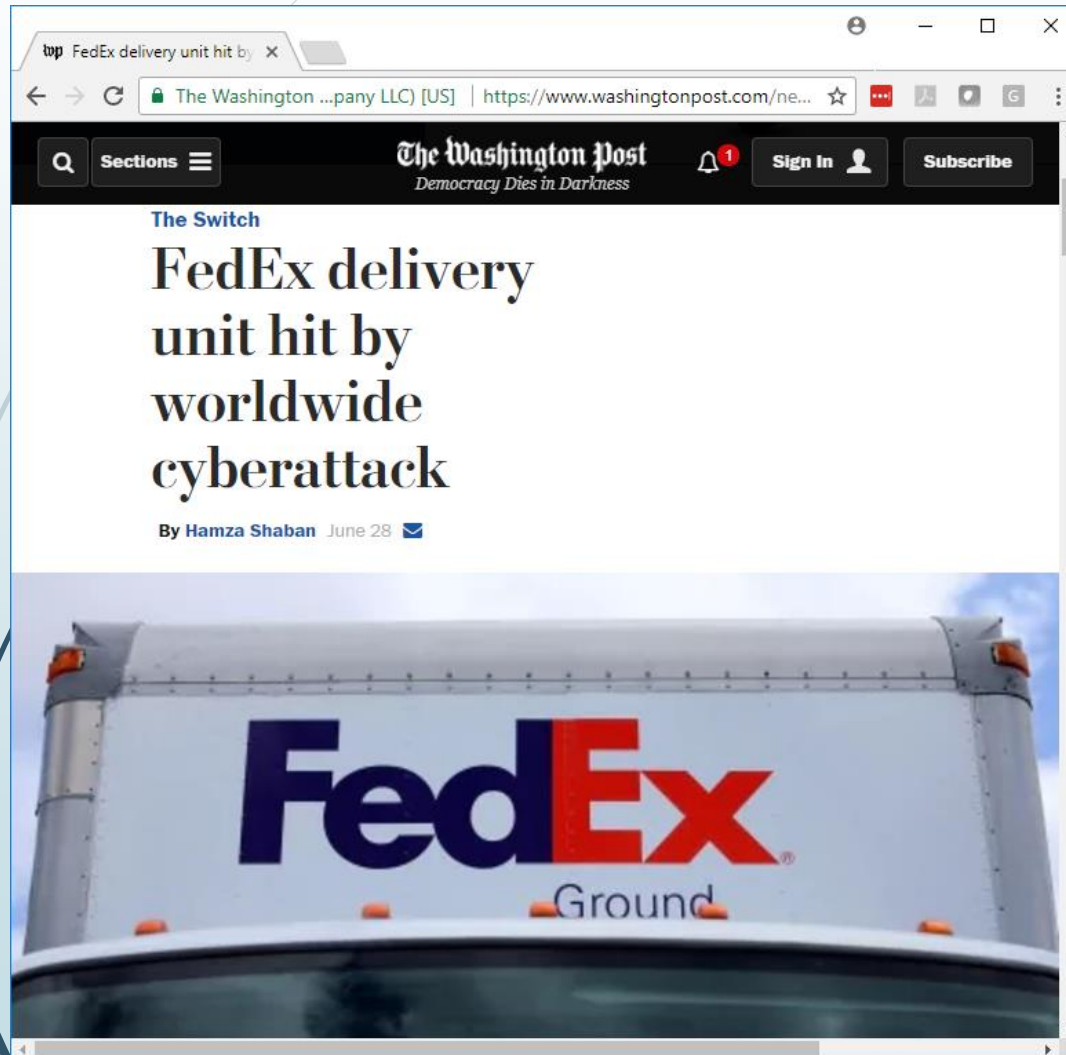 wp FedEx delivery unit hit by
The Washington ...pany LLC) [US] | https://www.washingtonpost.com/ne...
Sections
The Washington Post
Democracy Dies in Darkness
1
Sign In
Subscribe
The Switch
FedEx delivery
unit hit by
worldwide
cyberattack
By Hamza Shaban June 28
FedEx®
Ground